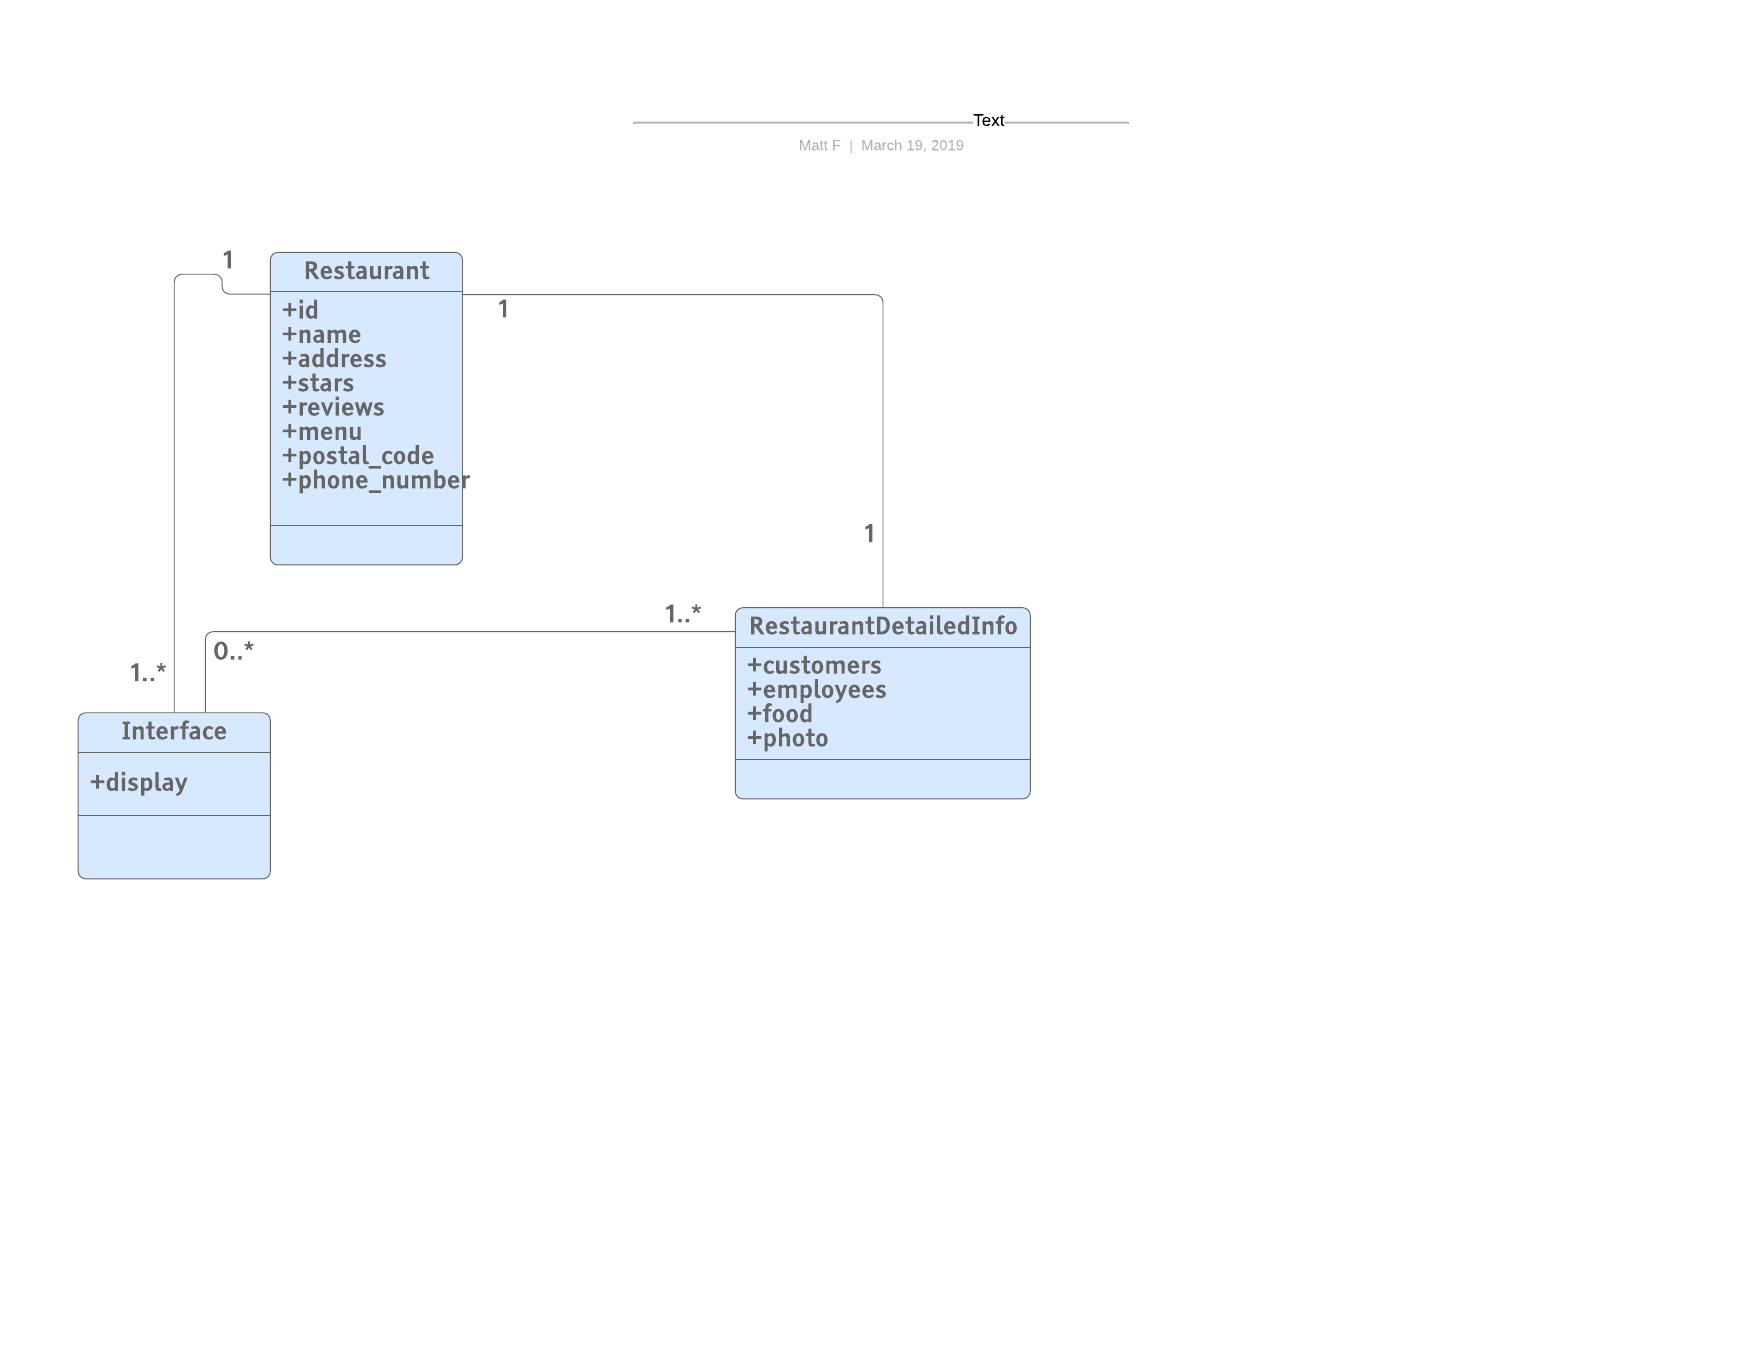 Text
Matt F | March 19, 2019
1
Restaurant
1
+id
+name
+address
+stars
+reviews
+menu
+postal_code
+phone_number
1
1..*
0..*
1..*
RestaurantDetailedInfo
+customers
+employees
+food
+photo
Interface
+display